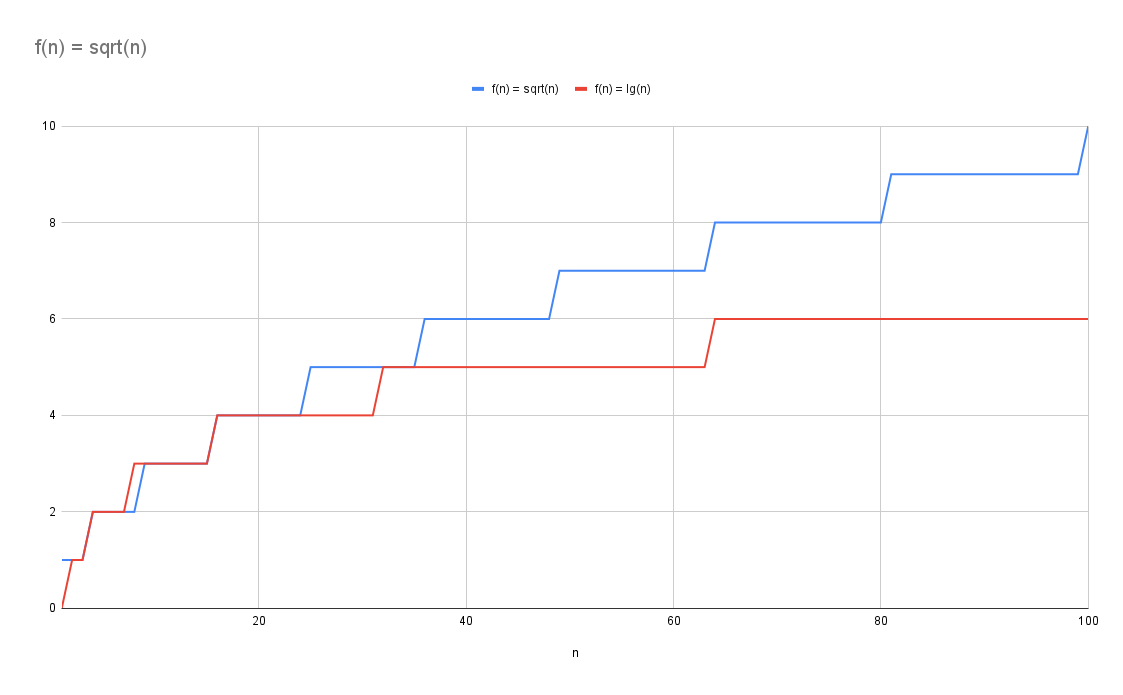 f(n) = sqrt(n)
f(n) = sqrt(n) f(n) = lg(n)
10
8
6
4
2
0
20 40 60 80 100
n